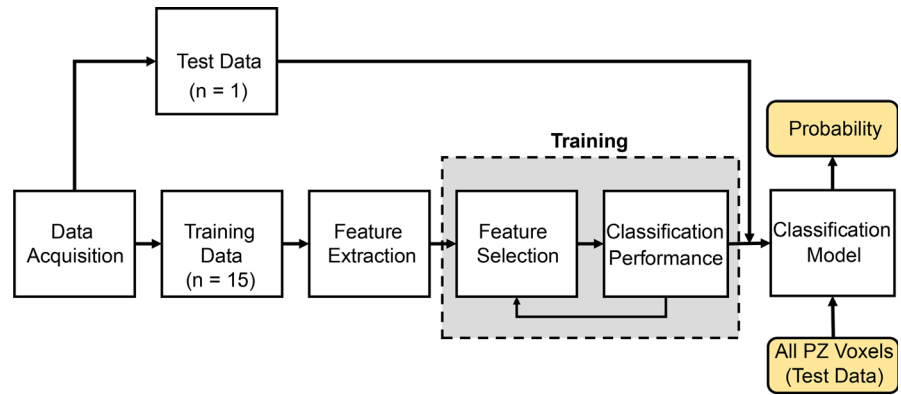 Test Data
(n = 1)
Training
Probability
Data
Acquisition
Training
Data
(n = 15)
Feature
Extraction
Feature
Selection
Classification
Performance
Classification
Model
All PZ Voxels
(Test Data)